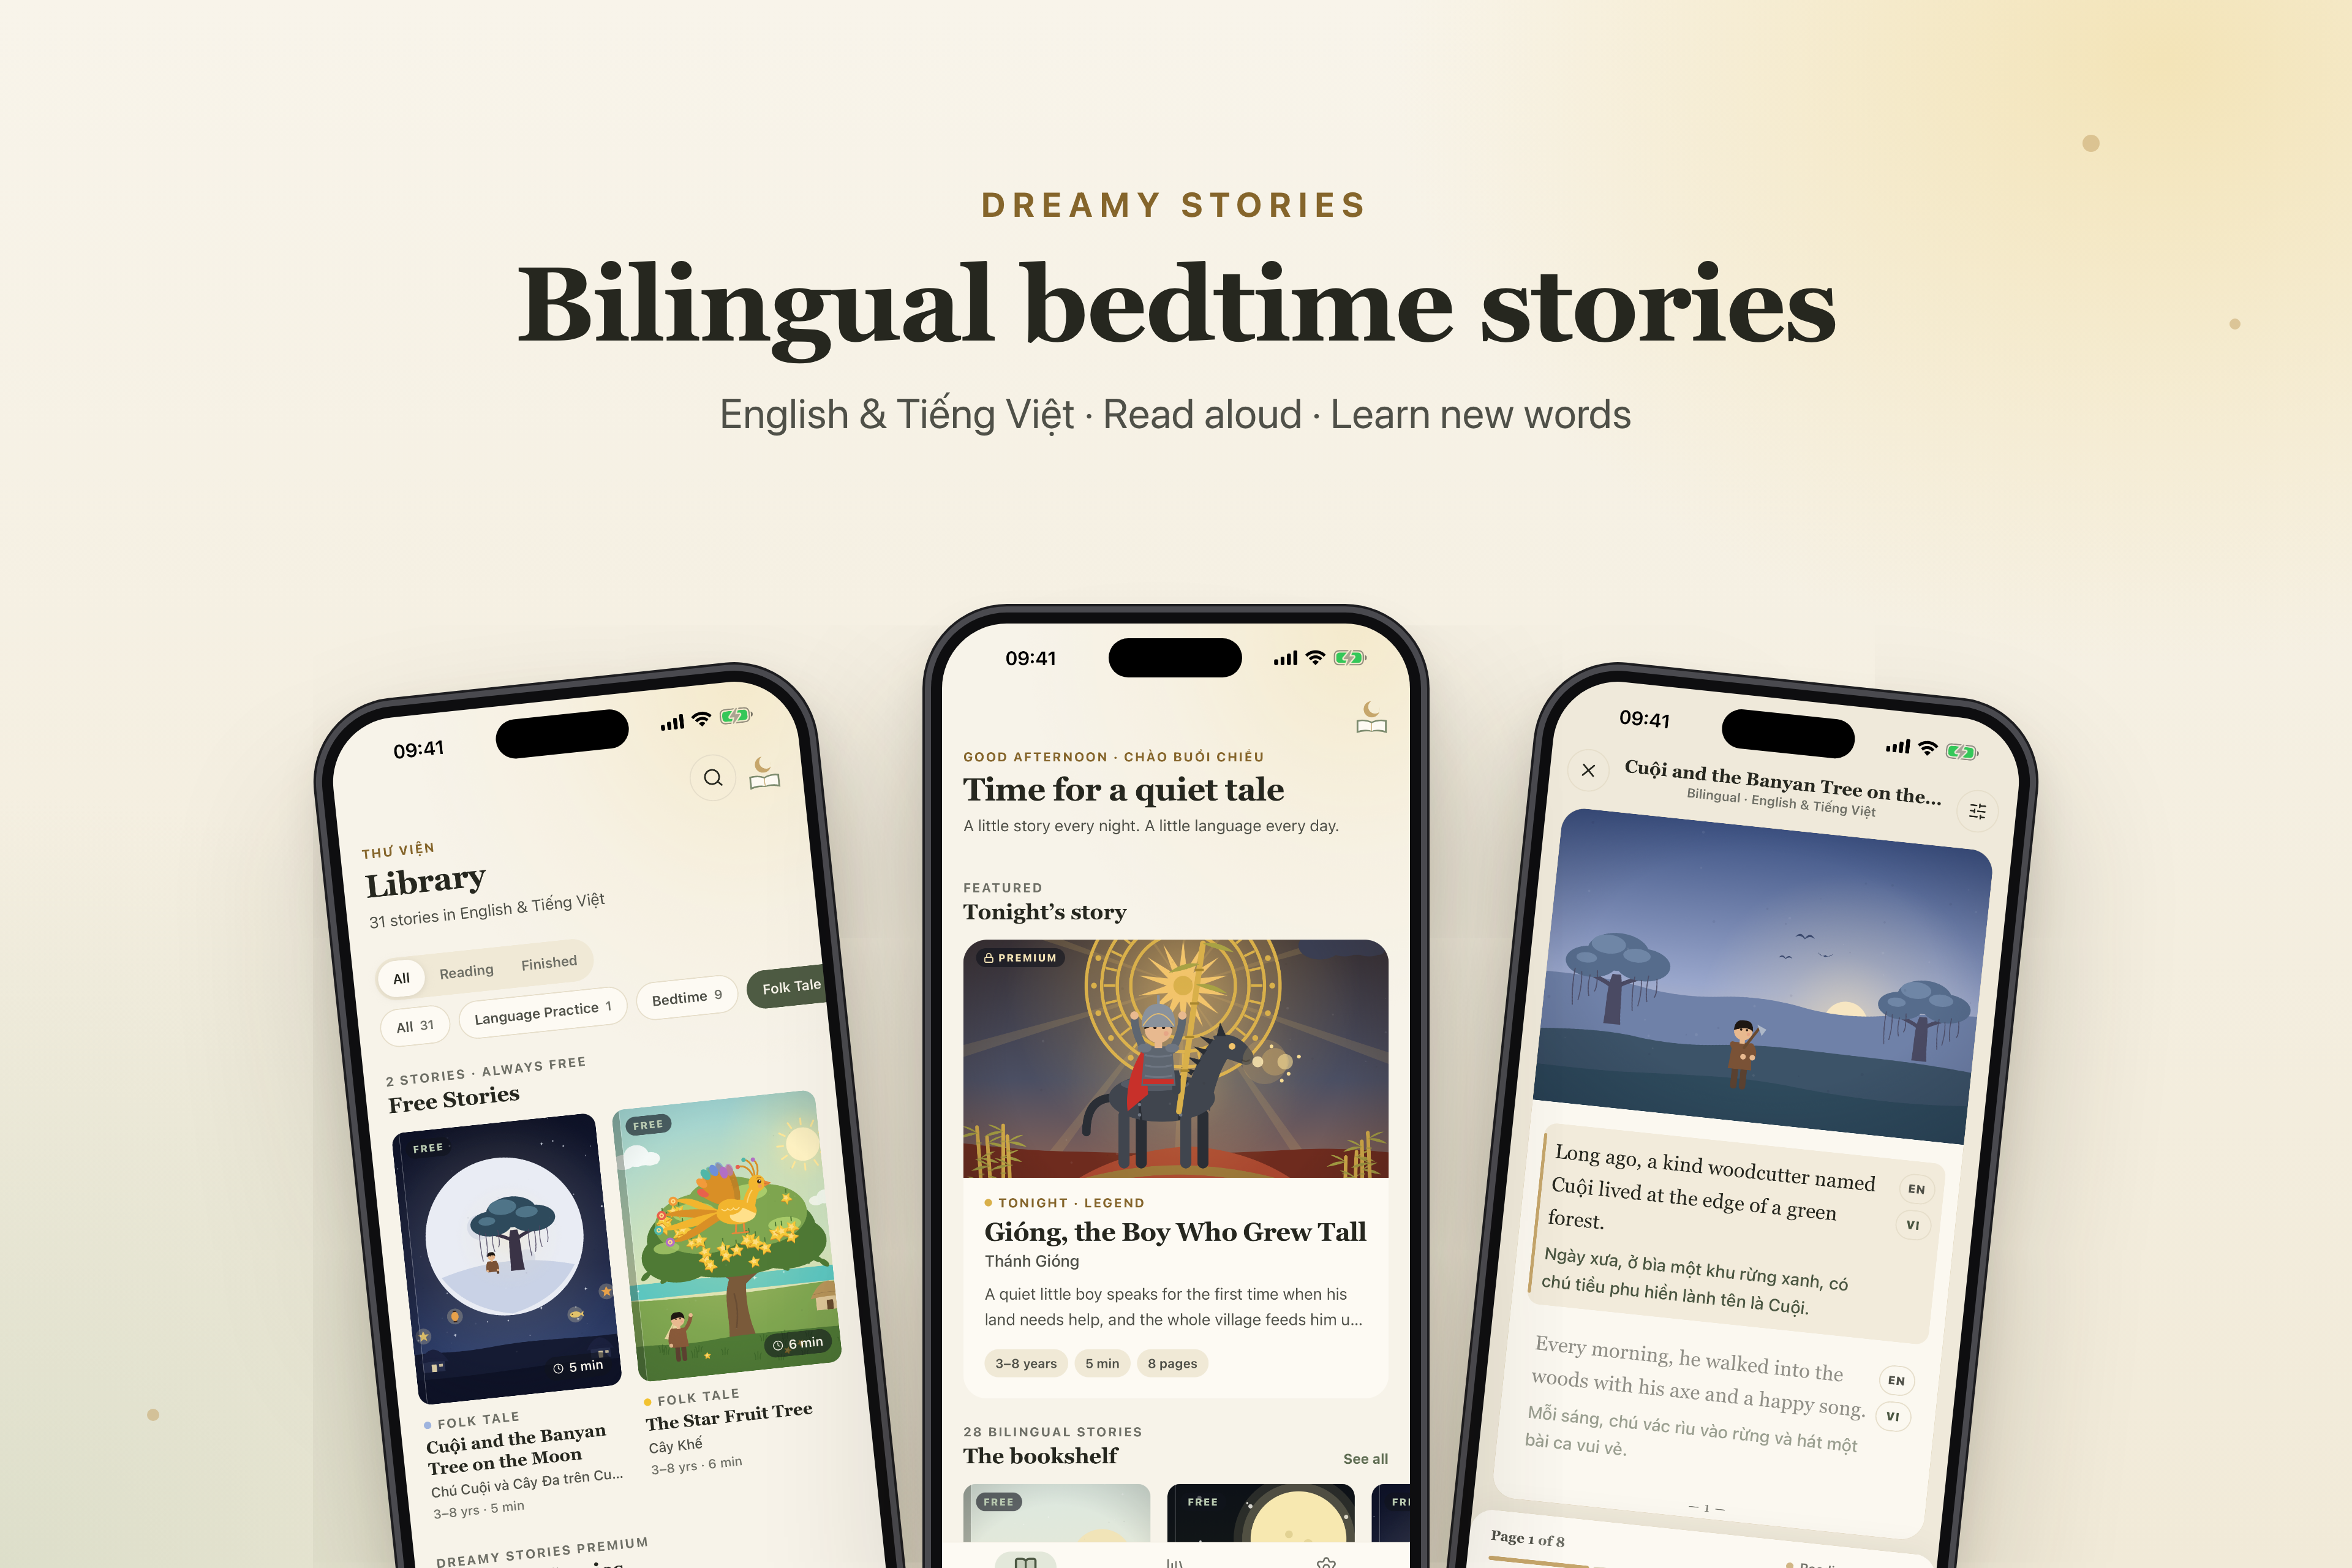 DREAMY STORIES
Bilingual bedtime stories
English & Tiếng Việt · Read aloud · Learn new words
09:41
THƯ VIỆN
Library
31 stories in English & Tiếng Việt
All Reading Finished
All 31 Language Practice 1 Bedtime 9 Folk Tale
2 STORIES · ALWAYS FREE
Free Stories
FREE
5 min
FOLK TALE
Cuội and the Banyan
Tree on the Moon
Chú Cuội và Cây Đa trên Cu...
3–8 yrs · 5 min
FREE
6 min
FOLK TALE
The Star Fruit Tree
Cây Khế
3–8 yrs · 6 min
DREAMY STORIES PREMIUM
09:41
GOOD AFTERNOON · CHÀO BUỔI CHIỀU
Time for a quiet tale
A little story every night. A little language every day.
FEATURED
Tonight’s story
PREMIUM
TONIGHT · LEGEND
Gióng, the Boy Who Grew Tall
Thánh Gióng
A quiet little boy speaks for the first time when his
land needs help, and the whole village feeds him u...
3–8 years 5 min 8 pages
28 BILINGUAL STORIES
The bookshelf See all
FREE FREE
09:41
Cuội and the Banyan Tree on the...
Bilingual · English & Tiếng Việt
Long ago, a kind woodcutter named
Cuội lived at the edge of a green
forest.
EN
VI
Ngày xưa, ở bìa một khu rừng xanh, có
chú tiều phu hiền lành tên là Cuội.
Every morning, he walked into the
woods with his axe and a happy song.
EN
VI
Mỗi sáng, chú vác rìu vào rừng và hát một
bài ca vui vẻ.
— 1 —
Page 1 of 8